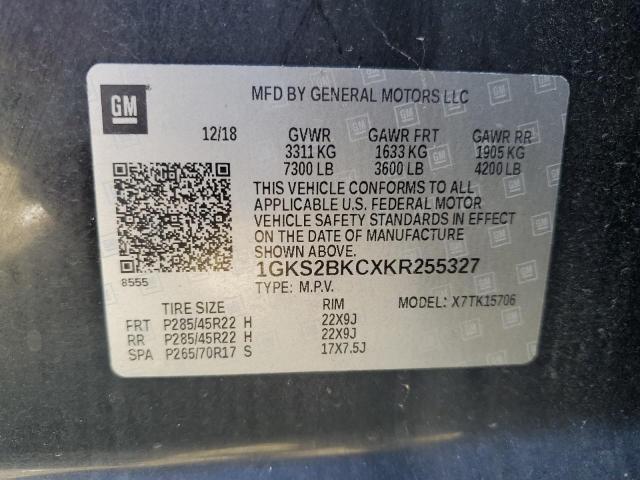 GM
MFD BY GENERAL MOTORS LLC
12/18 GVWR GAWR FRT GAWR RR
3311 KG 1633 KG 1905 KG
7300 LB 3600 LB 4200 LB
THIS VEHICLE CONFORMS TO ALL
APPLICABLE U.S. FEDERAL MOTOR
VEHICLE SAFETY STANDARDS IN EFFECT
ON THE DATE OF MANUFACTURE
SHOWN ABOVE.
8555
1GKS2BKCXKR255327
TYPE: M.P.V. MODEL: X7TK15706
TIRE SIZE RIM
FRT P285/45R22 H 22X9J
RR P285/45R22 H 22X9J
SPA P265/70R17 S 17X7.5J